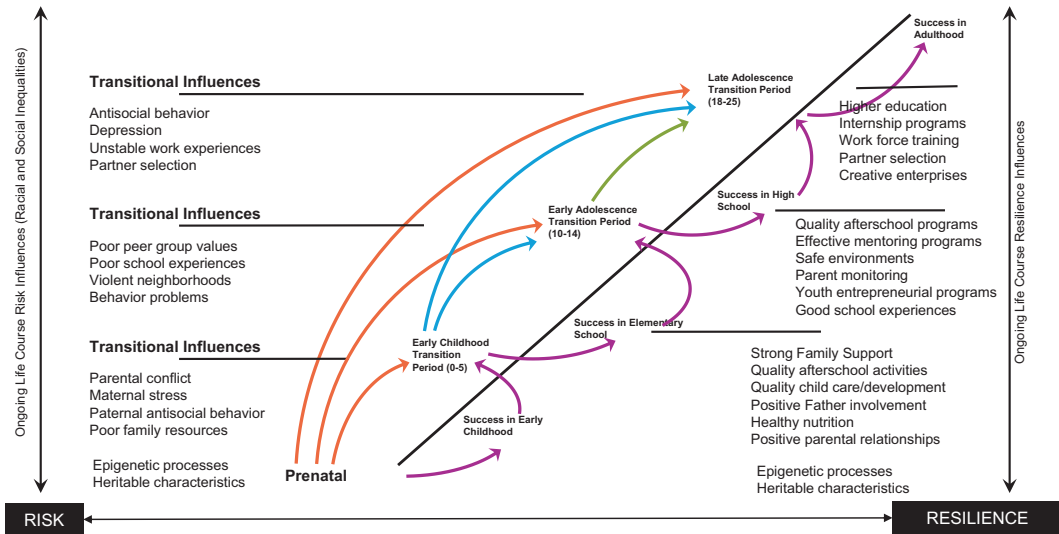 Ongoing Life Course Risk Influences (Racial and Social Inequalities)
Transitional Influences
Antisocial behavior
Depression
Unstable work experiences
Partner selection
Transitional Influences
Poor peer group values
Poor school experiences
Violent neighborhoods
Behavior problems
Transitional Influences
Parental conflict
Maternal stress
Paternal antisocial behavior
Poor family resources
Epigenetic processes
Heritable characteristics
Prenatal
Early Childhood
Transition
Period (0-5)
Success in Early
Childhood
Early Adolescence
Transition Period
(10-14)
Success in Elementary
School
Late Adolescence
Transition Period
(18-25)
Success in High
School
Success in
Adulthood
Higher education
Internship programs
Work force training
Partner selection
Creative enterprises
Quality afterschool programs
Effective mentoring programs
Safe environments
Parent monitoring
Youth entrepreneurial programs
Good school experiences
Strong Family Support
Quality afterschool activities
Quality child care/development
Positive Father involvement
Healthy nutrition
Positive parental relationships
Epigenetic processes
Heritable characteristics
Ongoing Life Course Resilience Influences
RISK
RESILIENCE